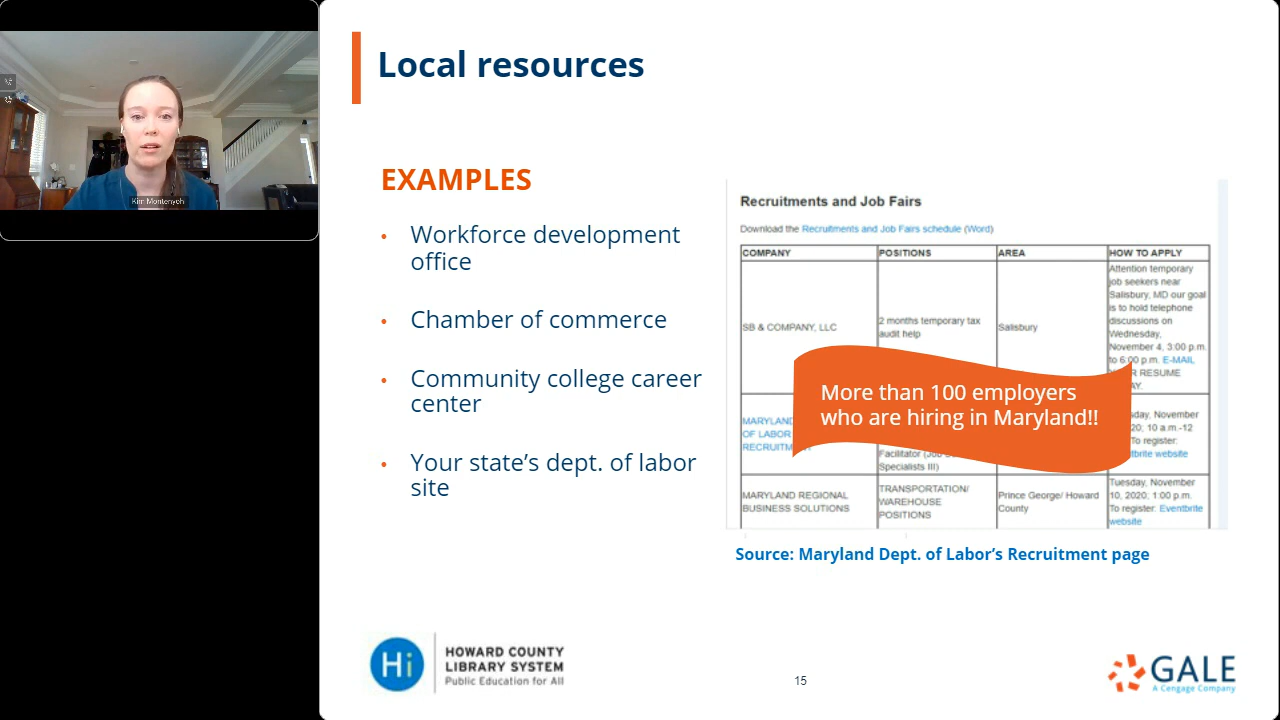 Kim Montenyoh
Local resources
EXAMPLES
• Workforce development
office
• Chamber of commerce
• Community college career
center
• Your state's dept. of labor
site
Recruitments and Job Fairs
Download the Recruitments and Job Fairs schedule (Word)
COMPANY POSITIONS AREA HOW TO APPLY
SB & COMPANY, LLC
2 months temporary tax
audit help
Salisbury
Attention temporary
job seekers near
Salisbury, MD our goal
is to hold telephone
discussions on
Wednesday,
November 4, 3:00 p.m.
to 6:00 p.m. E-MAIL
RESUME
More than 100 employers
who are hiring in Maryland!!
MARYLAND
OF LABOR
Facilitator
Specialists III)
November
10 a.m.-12
To register:
website
MARYLAND REGIONAL
BUSINESS SOLUTIONS
TRANSPORTATION/
WAREHOUSE
POSITIONS
Prince George/ Howard
County
Tuesday, November
10, 2020; 1:00 p.m.
To register: Eventbrite
website
Source: Maryland Dept. of Labor's Recruitment page
Hi
HOWARD COUNTY
LIBRARY SYSTEM
Public Education for All
15
GALE
A Cengage Company